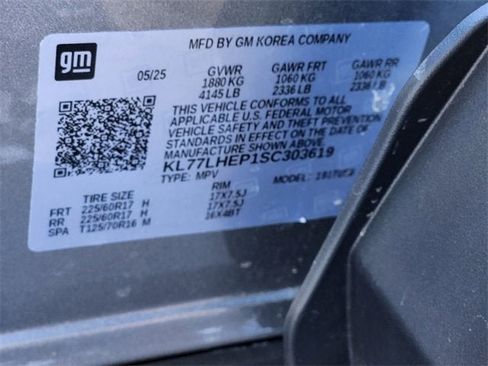 gm
MFD BY GM KOREA COMPANY
05/25 GVWR GAWR FRT GAWR RR
1880 KG 1060 KG 1060 KG
4145 LB 2336 LB 2336 LB
THIS VEHICLE CONFORMS TO ALL
APPLICABLE U.S. FEDERAL MOTOR
VEHICLE SAFETY AND THEFT PREVENTION
STANDARDS IN EFFECT ON THE DATE OF
MANUFACTURE SHOWN ABOVE.
KL77LHEP1SC303619
TYPE: MPV MODEL:
TIRE SIZE RIM
FRT 225/60R17 H 17X7.5J
RR 225/60R17 H 17X7.5J
SPA T125/70R16 M 16X4BT